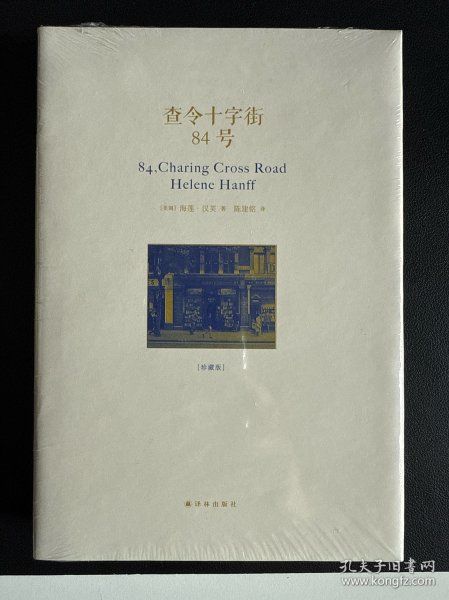 查令十字街
84号
84, Charing Cross Road
Helene Hanff
[美国] 海莲·汉芙 著 陈建铭 译
[珍藏版]
译林出版社
孔夫子旧书网
www.kongfz.com